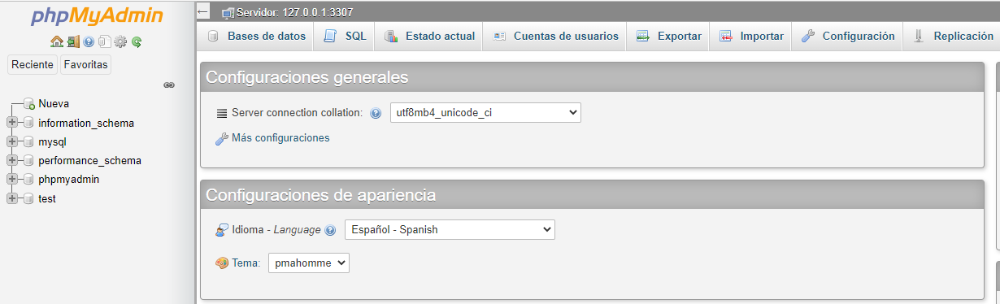 phpMyAdmin
Reciente Favoritas
Nueva
information_schema
mysql
performance_schema
phpmyadmin
test
Servidor: 127.0.0.1:3307
Bases de datos SQL Estado actual Cuentas de usuarios Exportar Importar Configuración Replicación
Configuraciones generales
Server connection collation: utf8mb4_unicode_ci
Más configuraciones
Configuraciones de apariencia
Idioma - Language Español - Spanish
Tema: pmahomme